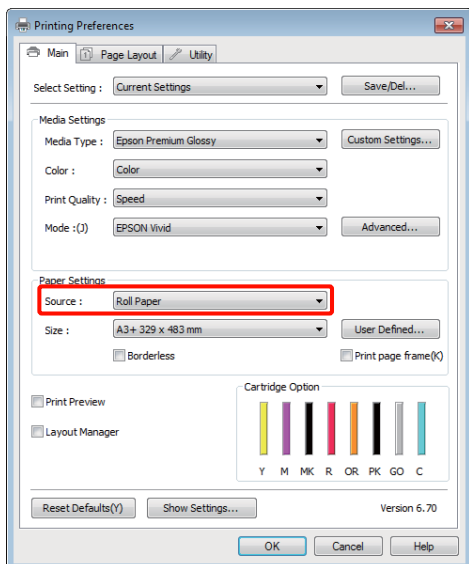 Printing Preferences
Main Page Layout Utility
Select Setting : Current Settings Save/Del...
Media Settings
Media Type : Epson Premium Glossy Custom Settings...
Color : Color
Print Quality : Speed
Mode :(J) EPSON Vivid Advanced...
Paper Settings
Source : Roll Paper
Size : A3+ 329 x 483 mm User Defined...
Borderless Print page frame(K)
Cartridge Option
Print Preview
Layout Manager
Y M MK R OR PK GO C
Reset Defaults(Y) Show Settings... Version 6.70
OK Cancel Help